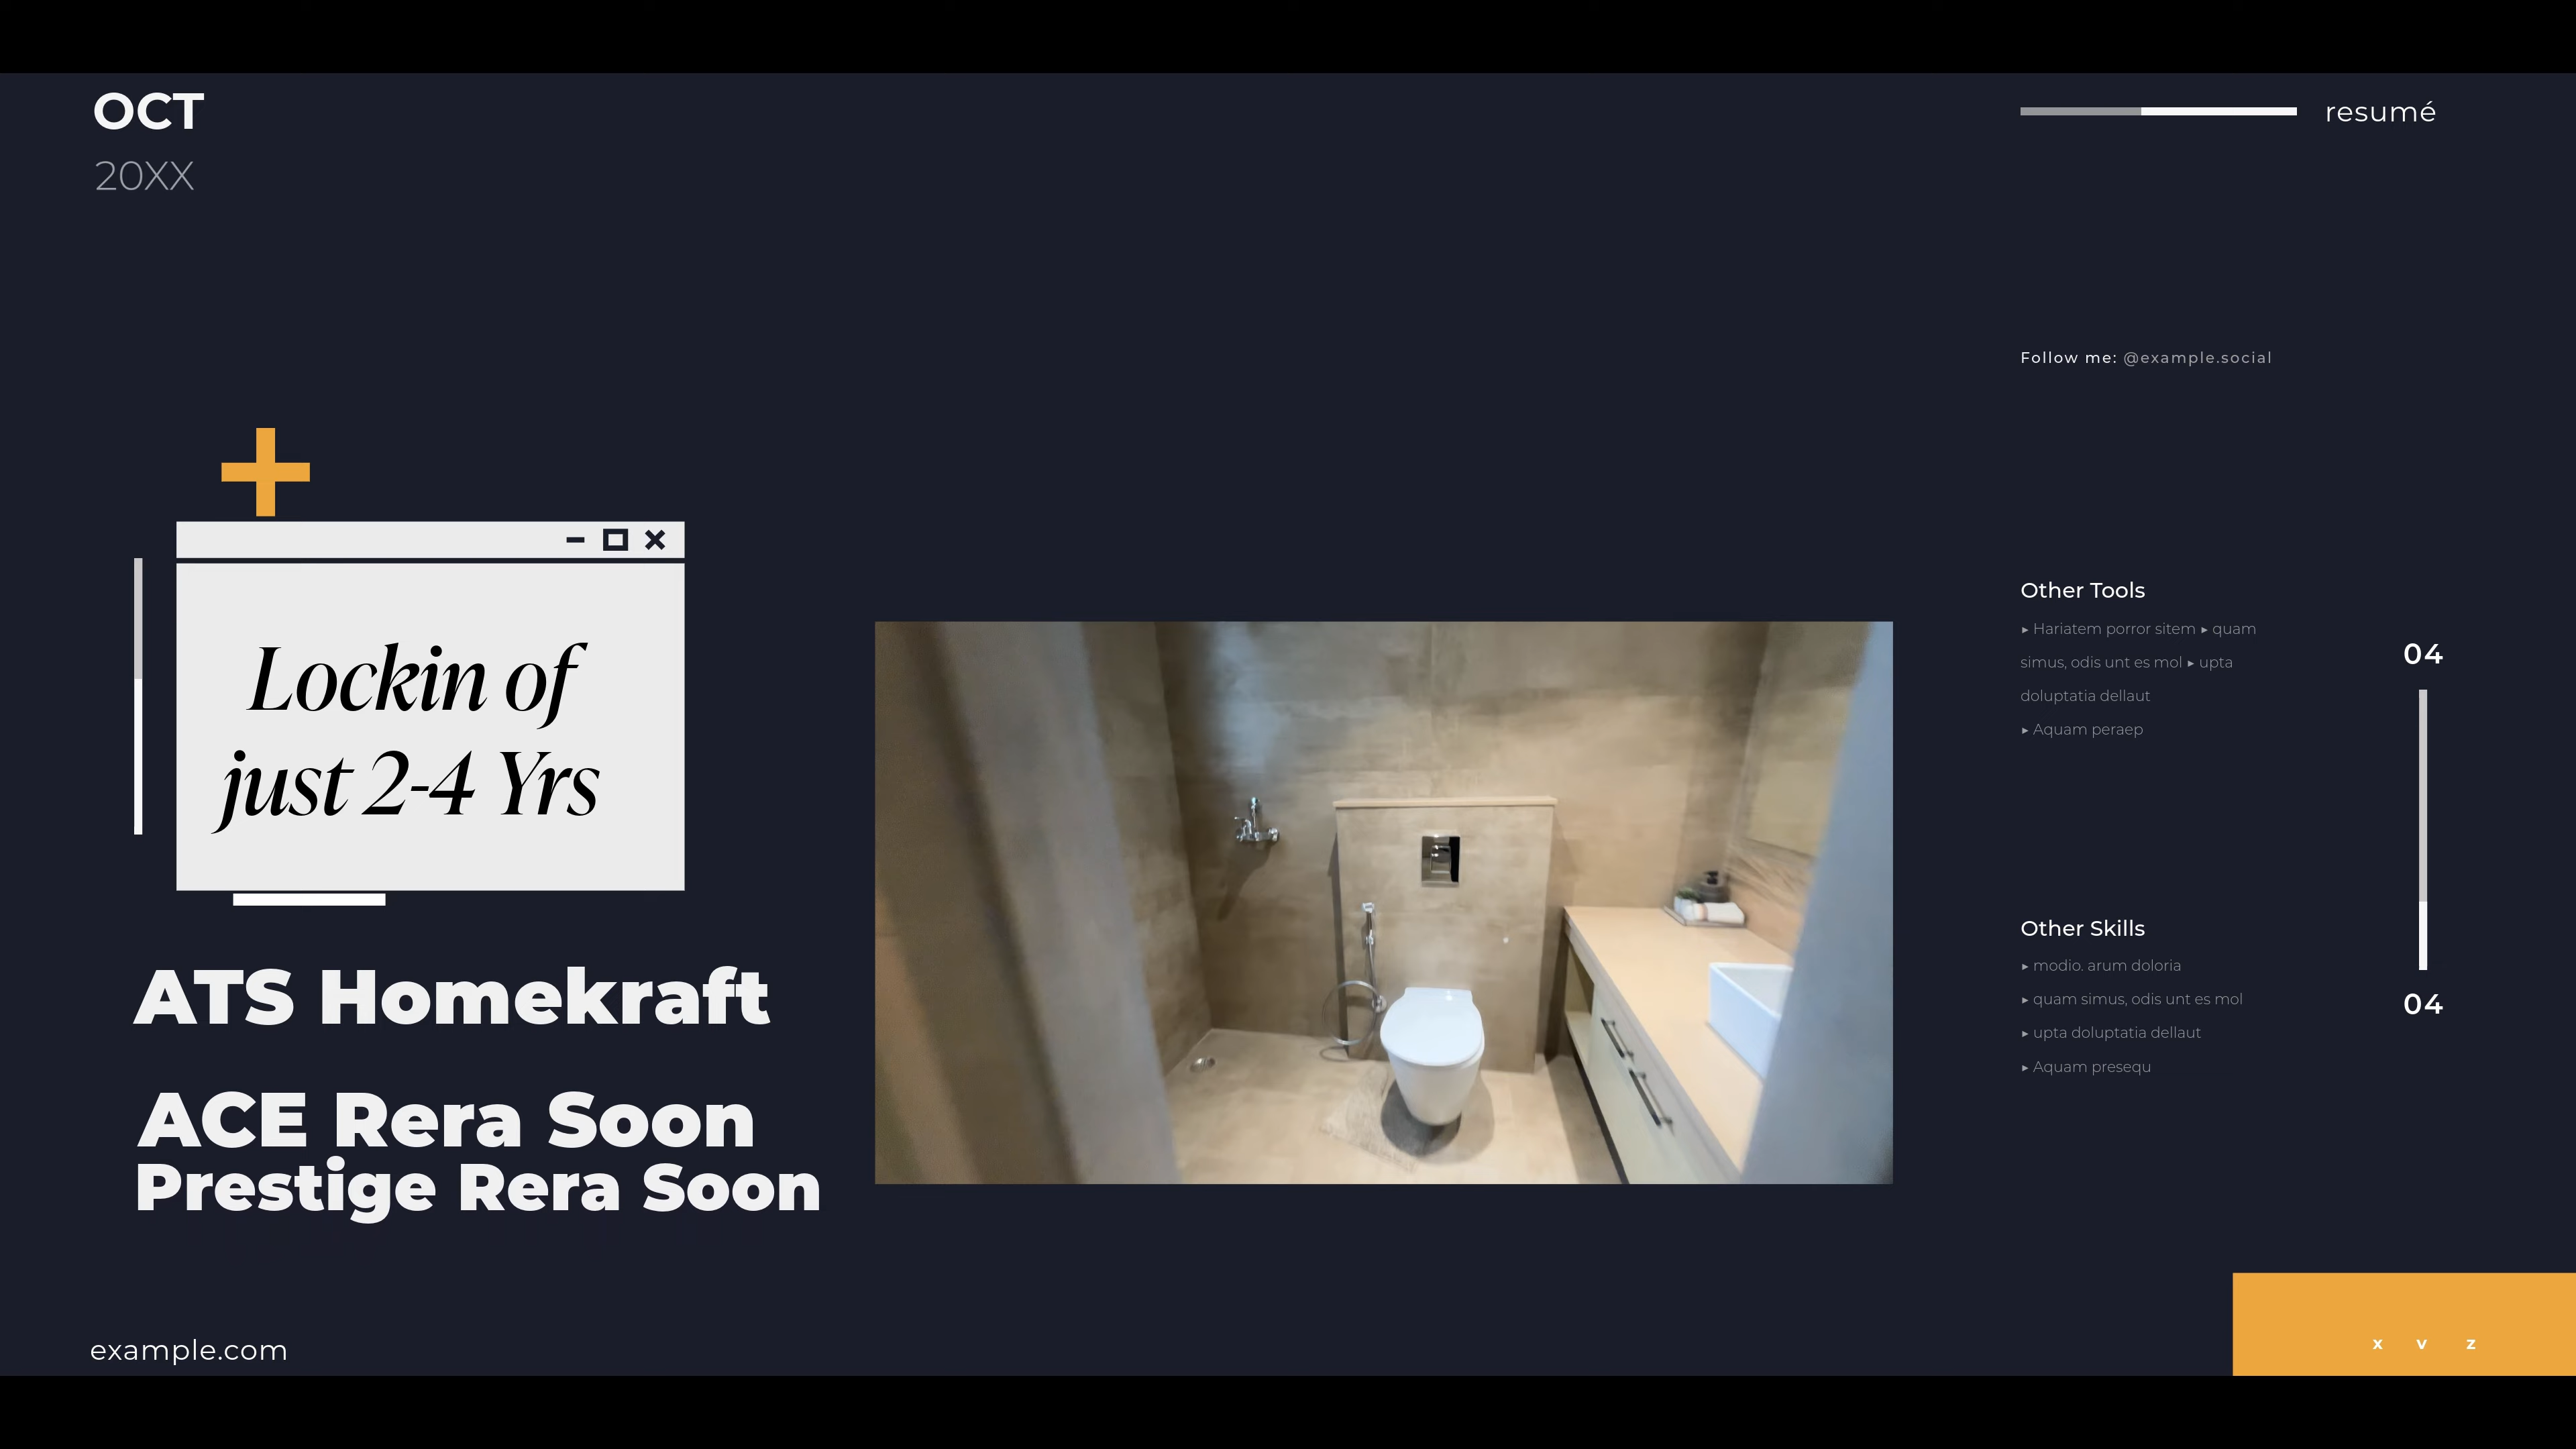 OCT
20XX
resumé
Follow me: @example.social
Lockin of
just 2-4 Yrs
ATS Homekraft
ACE Rera Soon
Prestige Rera Soon
Other Tools
▸ Hariatem porror sitem ▸ quam
simus, odis unt es mol ▸ upta
doluptatia dellaut
▸ Aquam peraep
04
Other Skills
▸ modio. arum doloria
▸ quam simus, odis unt es mol
▸ upta doluptatia dellaut
▸ Aquam presequ
04
example.com
x v z